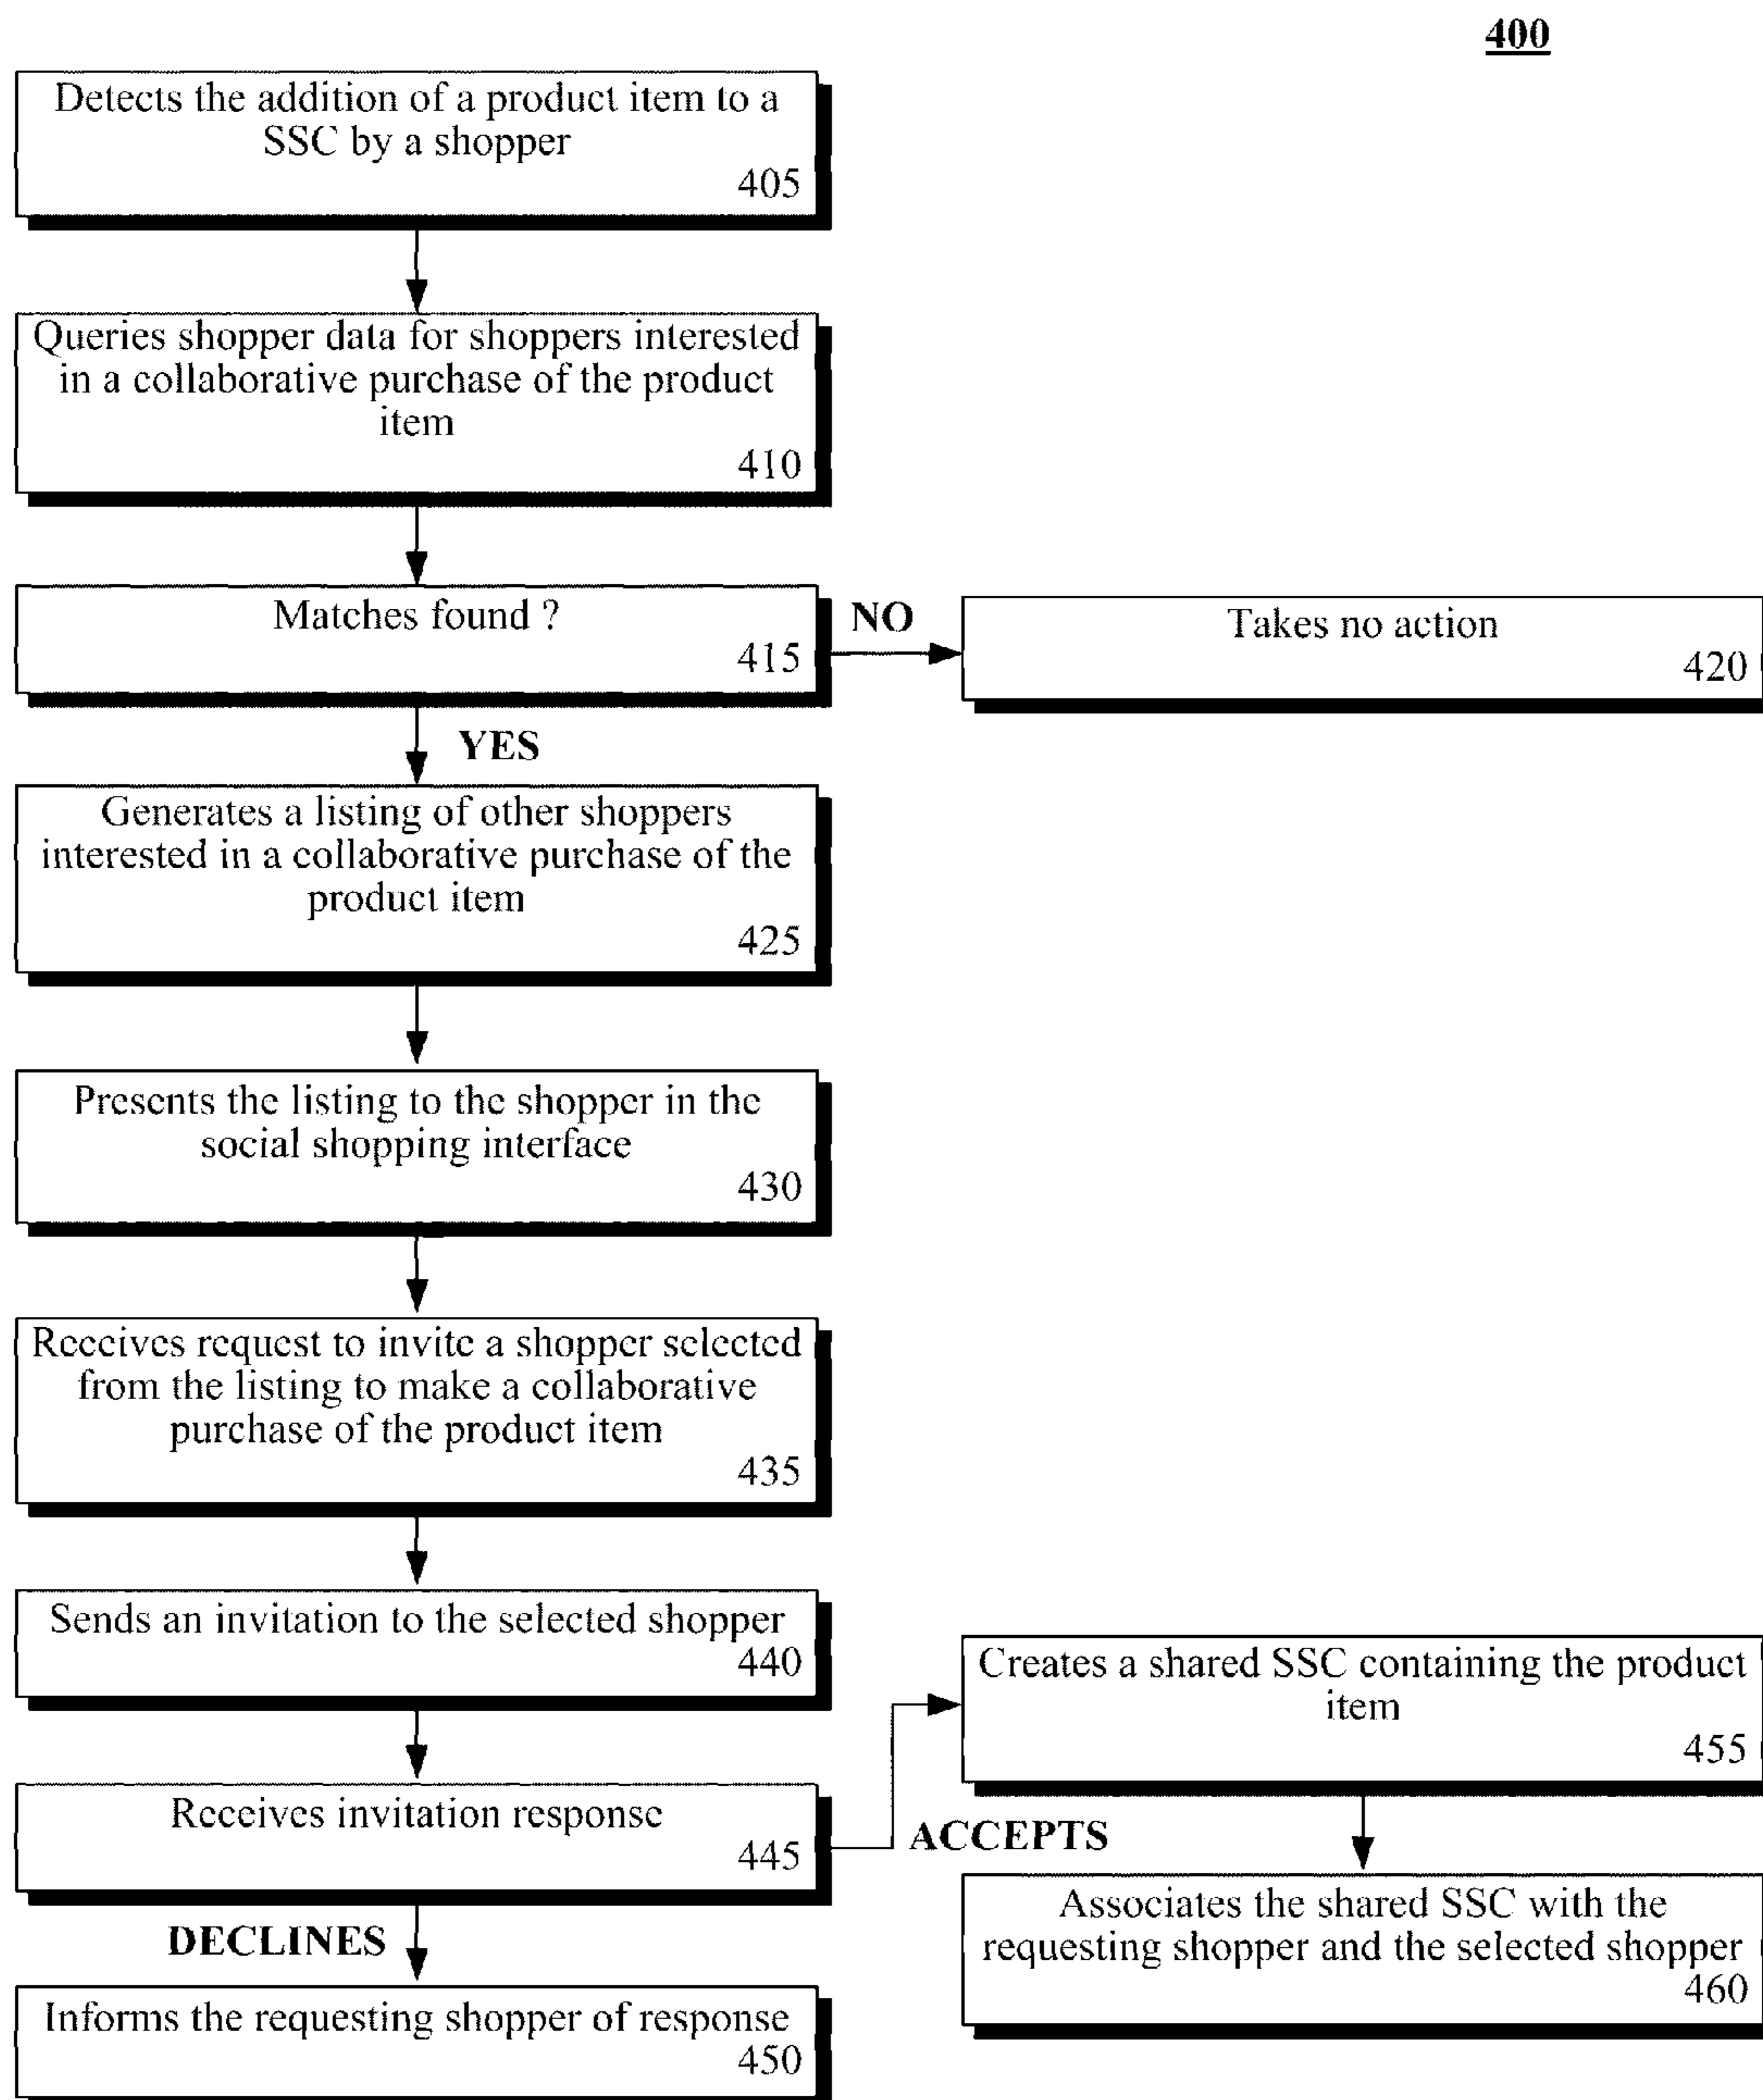 400
Detects the addition of a product item to a
SSC by a shopper
405
Queries shopper data for shoppers interested
in a collaborative purchase of the product
item
410
Matches found ?
415
NO
Takes no action
420
YES
Generates a listing of other shoppers
interested in a collaborative purchase of the
product item
425
Presents the listing to the shopper in the
social shopping interface
430
Receives request to invite a shopper selected
from the listing to make a collaborative
purchase of the product item
435
Sends an invitation to the selected shopper
440
Receives invitation response
445
ACCEPTS
Creates a shared SSC containing the product
item
455
Associates the shared SSC with the
requesting shopper and the selected shopper
460
DECLINES
Informs the requesting shopper of response
450